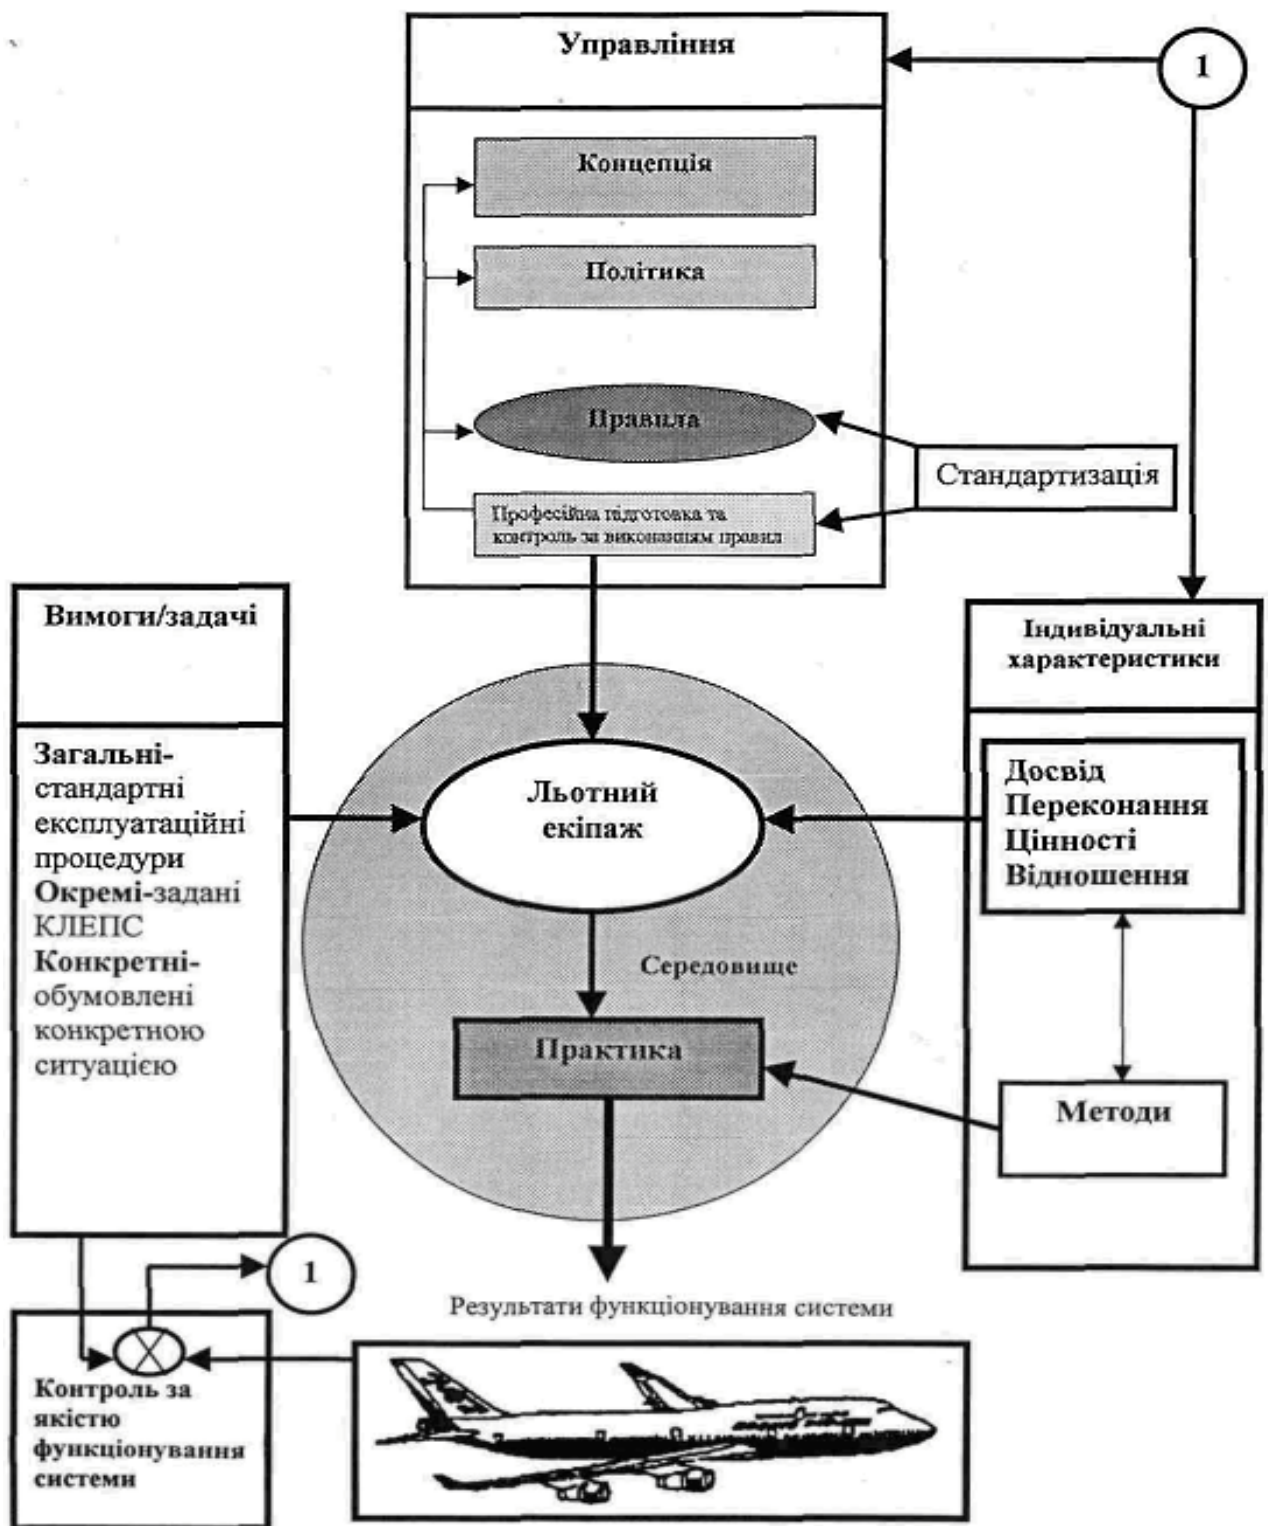 Управління
1
Концепція
Політика
Правила
Стандартизація
Професійна підготовка та
контроль за виконанням правил
Вимоги/задачі
Загальні-
стандартні
експлуатаційні
процедури
Окремі-задані
КЛЕПС
Конкретні-
обумовлені
конкретною
ситуацією
Льотний
екіпаж
Середовище
Практика
Індивідуальні
характеристики
Досвід
Переконання
Цінності
Відношення
Методи
1
Результати функціонування системи
Контроль за
якістю
функціонування
системи